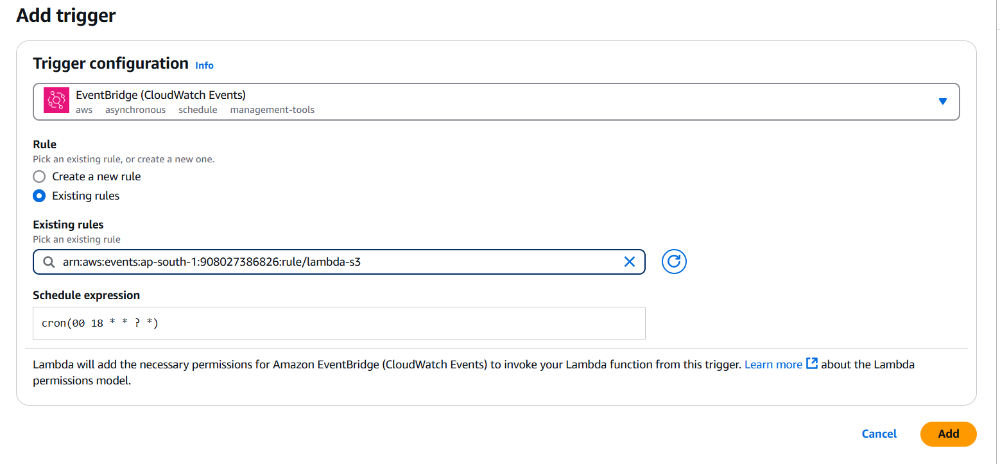 Add trigger
Trigger configuration Info
EventBridge (CloudWatch Events)
aws asynchronous schedule management-tools
Rule
Pick an existing rule, or create a new one.
Create a new rule
Existing rules
Existing rules
Pick an existing rule
arn:aws:events:ap-south-1:908027386826:rule/lambda-s3
Schedule expression
cron(00 18 * * ? *)
Lambda will add the necessary permissions for Amazon EventBridge (CloudWatch Events) to invoke your Lambda function from this trigger. Learn more about the Lambda
permissions model.
Cancel Add